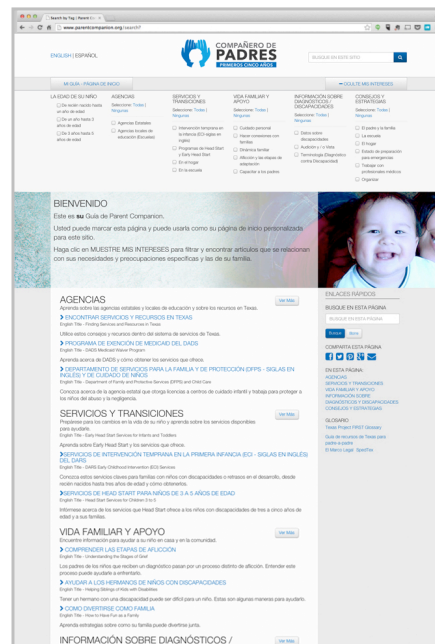 Search by Tag | Parent Com
www.parentcompanion.org/search?
ENGLISH | ESPAÑOL
COMPAÑERO DE
PADRES
PRIMEROS CINCO AÑOS
BUSQUE EN ESTE SITIO
MI GUÍA - PÁGINA DE INICIO
OCULTE MIS INTERESES
LA EDAD DE SU NIÑO
De recién nacido hasta un año de edad
De un año hasta 3 años de edad
De 3 años hasta 6 años de edad
AGENCIAS
Seleccione: Todas |
Ningunas
Agencias Estatales
Agencias locales de
educación (Escuelas)
SERVICIOS Y
TRANSICIONES
Seleccione: Todas |
Ningunas
Intervención temprana en
la infancia (ECI-siglas en
inglés)
Programas de Head Start
y Early Head Start
En el hogar
En la escuela
VIDA FAMILIAR Y
APOYO
Seleccione: Todas |
Ningunas
Cuidado personal
Hacer conexiones con
familias
Dinámica familiar
Aflicción y las etapas de
adaptación
Capacitar a los padres
INFORMACIÓN SOBRE
DIAGNÓSTICOS /
DISCAPACIDADES
Seleccione: Todas |
Ningunas
Datos sobre
discapacidades
Audición y / o Vista
Terminología (Diagnóstico
contra Discapacidad)
CONSEJOS Y
ESTRATEGIAS
Seleccione: Todas |
Ningunas
El padre y la familia
La escuela
El hogar
Estado de preparación
para emergencias
Trabajar con
profesionales médicos
Organizar
BIENVENIDO
Este es su Guía de Parent Companion.
Usted puede marcar esta página y puede usarla como su página de inicio personalizada
para este sitio.
Haga clic en MUESTRE MIS INTERESES para filtrar y encontrar artículos que se relacionan
con sus necesidades y preocupaciones específicas y las de su familia.
AGENCIAS
Ver Más
Aprenda sobre las agencias estatales y locales de educación y sobre los recursos en Texas.
ENCONTRAR SERVICIOS Y RECURSOS EN TEXAS
English Title - Finding Services and Resources in Texas
Utilice estos consejos y recursos dentro del sistema de servicios de Texas.
PROGRAMA DE EXENCIÓN DE MEDICAID DEL DADS
English Title - DADS Medicaid Waiver Program
Aprenda acerca de DADS y cómo obtener los servicios que ofrece.
DEPARTAMENTO DE SERVICIOS PARA LA FAMILIA Y DE PROTECCIÓN (DFPS - SIGLAS EN
INGLÉS) Y DE CUIDADO DE NIÑOS
English Title - Department of Family and Protective Services (DFPS) and Child Care
Conozca acerca de la agencia estatal que otorga licencias a centros de cuidado infantil y trabaja para proteger a
los niños del abuso y la negligencia.
SERVICIOS Y TRANSICIONES
Ver Más
Prepárese para los cambios en la vida de su niño y aprenda sobre los servicios disponibles
para ayudarle.
English Title - Early Head Start Services for Infants and Toddlers
Aprenda sobre Early Head Start y los servicios que ofrece.
SERVICIOS DE INTERVENCIÓN TEMPRANA EN LA PRIMERA INFANCIA (ECI - SIGLAS EN INGLÉS)
DEL DARS
English Title - DARS Early Childhood Intervention (ECI) Services
Conozca estos servicios claves para familias con niños con discapacidades o retrasos en el desarrollo, desde
recién nacidos hasta tres años de edad y cómo obtenerlos.
SERVICIOS DE HEAD START PARA NIÑOS DE 3 A 5 AÑOS DE EDAD
English Title - Head Start Services for Children 3 to 5
Infórmese acerca de los servicios que Head Start ofrece a los niños con discapacidades de tres a cinco años de
edad y a sus familias.
VIDA FAMILIAR Y APOYO
Ver Más
Encuentre información para ayudar a su niño en casa y en la comunidad.
COMPRENDER LAS ETAPAS DE AFLICCIÓN
English Title - Understanding the Stages of Grief
Los padres de los niños que reciben un diagnóstico pasan por un proceso distinto de aflicción. Entender este
proceso puede ayudarle a enfrentarlo.
AYUDAR A LOS HERMANOS DE NIÑOS CON DISCAPACIDADES
English Title - Helping Siblings of Kids with Disabilities
Tener un hermano con una discapacidad puede ser difícil para un niño. Estas son algunas maneras para ayudarlo.
COMO DIVERTIRSE COMO FAMILIA
English Title - How to Have Fun as a Family
Aprenda estrategias sobre como su familia puede divertirse junta.
INFORMACIÓN SOBRE DIAGNÓSTICOS /
Ver Más
ENLACES RÁPIDOS
BUSQUE EN ESTA PÁGINA
BUSQUE EN ESTA PÁGINA
Busque
COMPARTA ESTA PÁGINA
EN ESTA PÁGINA:
AGENCIAS
SERVICIOS Y TRANSICIONES
VIDA FAMILIAR Y APOYO
INFORMACIÓN SOBRE
DIAGNÓSTICOS Y DISCAPACIDADES
CONSEJOS Y ESTRATEGIAS
GLOSARIO
Texas Project FIRST Glossary
Guía de recursos de Texas para
padre-a-padre
El Marco Legal